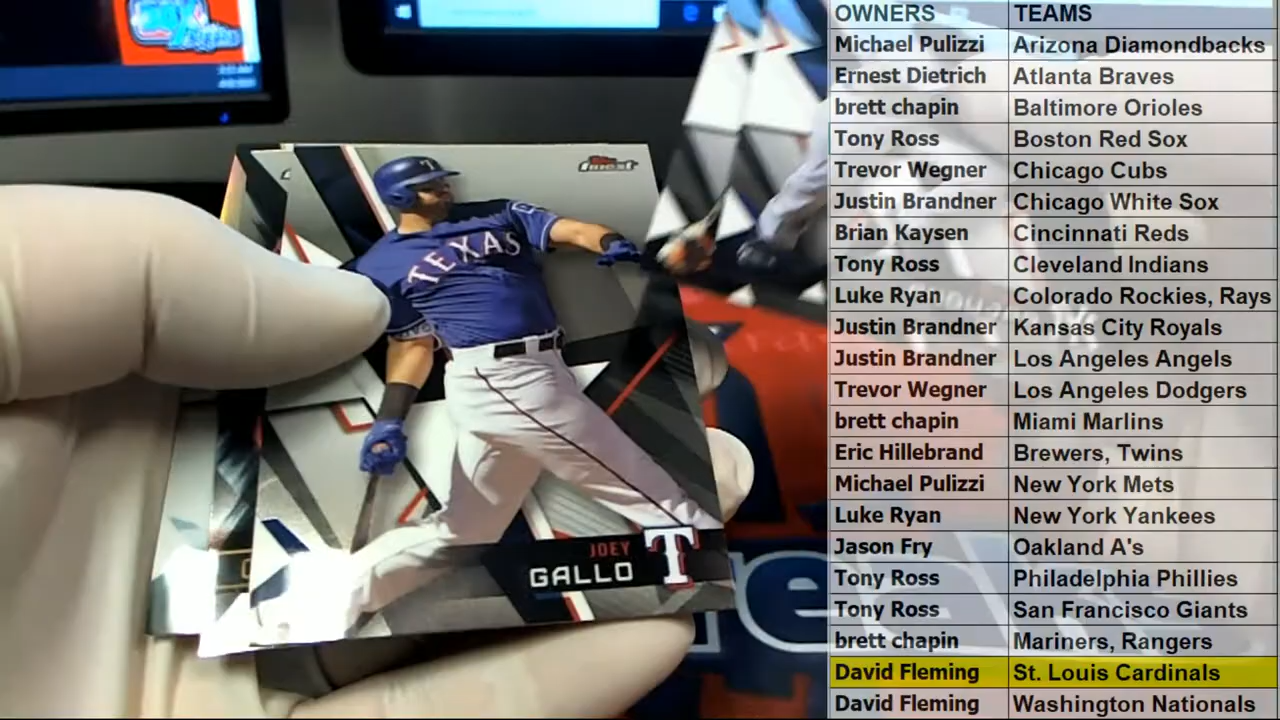 OWNERS TEAMS
Michael Pulizzi Arizona Diamondbacks
Ernest Dietrich Atlanta Braves
brett chapin Baltimore Orioles
Tony Ross Boston Red Sox
Trevor Wegner Chicago Cubs
Justin Brandner Chicago White Sox
Brian Kaysen Cincinnati Reds
Tony Ross Cleveland Indians
Luke Ryan Colorado Rockies, Rays
Justin Brandner Kansas City Royals
Justin Brandner Los Angeles Angels
Trevor Wegner Los Angeles Dodgers
brett chapin Miami Marlins
Eric Hillebrand Brewers, Twins
Michael Pulizzi New York Mets
Luke Ryan New York Yankees
Jason Fry Oakland A's
Tony Ross Philadelphia Phillies
Tony Ross San Francisco Giants
brett chapin Mariners, Rangers
David Fleming St. Louis Cardinals
David Fleming Washington Nationals
Topps
finest
T
TEXAS
JOEY
GALLO
T